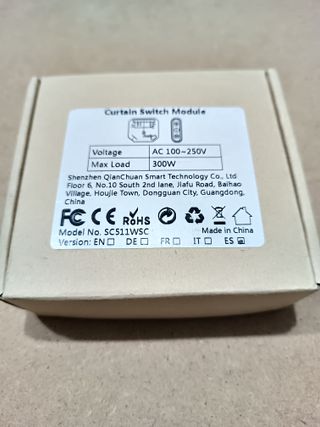 Curtain Switch Module
Voltage AC 100~250V
Max Load 300W
Shenzhen QianChuan Smart Technology Co., Ltd
Floor 6, No.10 South 2nd lane, Jiafu Road, Baihao
Village, Houjie Town, Dongguan City, Guangdong,
China
FC CE RoHS
Model No. SC511WSC Made in China
Version: EN DE FR IT ES